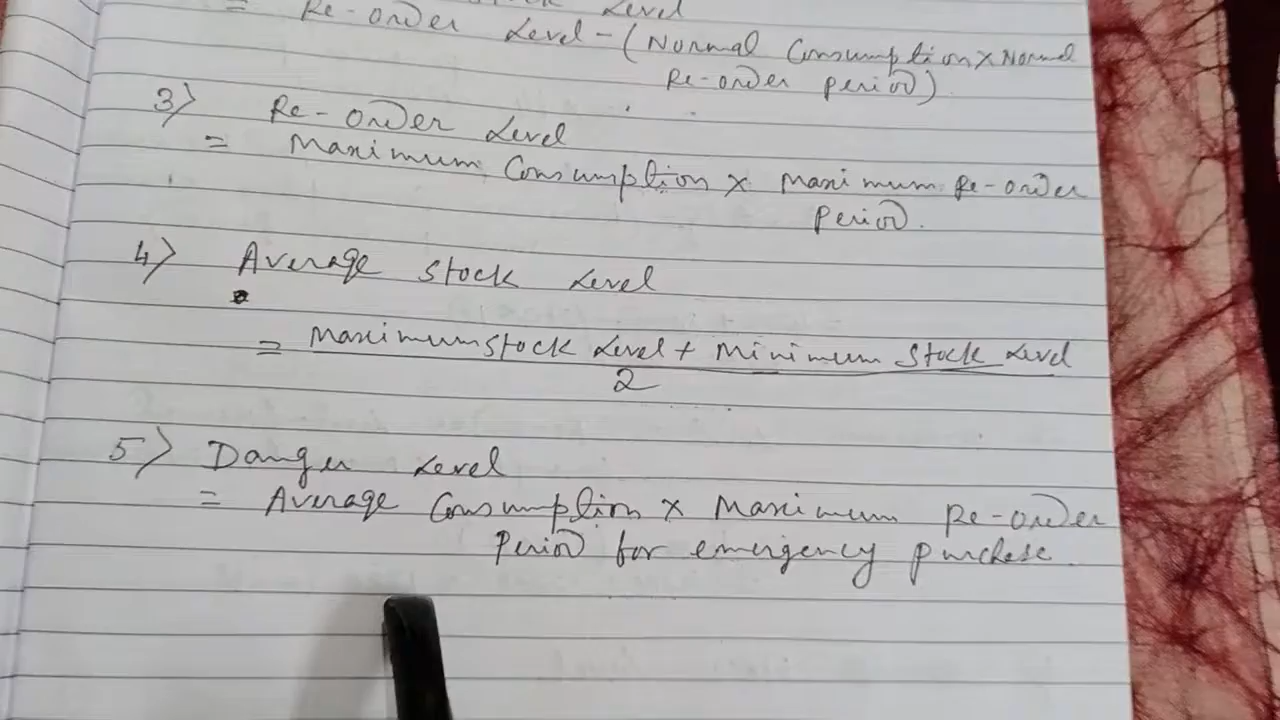 Stock Level
= Re-order Level-(Normal Consumption×Normal
Re-order period)
3) Re-order Level
= Maximum Consumption × Maximum Re-order
Period.
4) Average Stock Level
= Maximum Stock Level + Minimum Stock Level
2
5) Danger Level
= Average Consumption × Maximum Re-order
Period for emergency purchase.